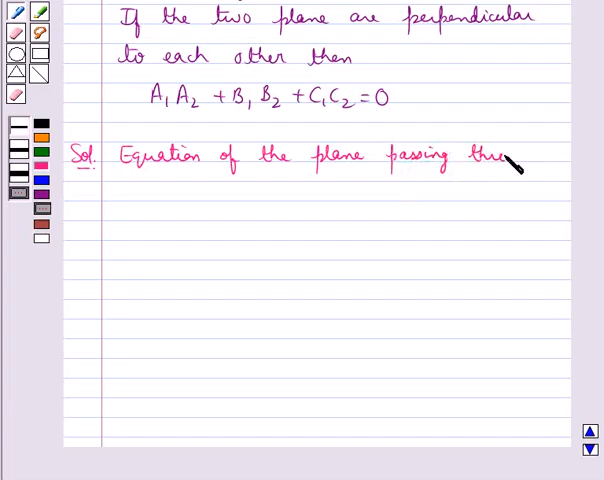 If the two plane are perpendicular
to each other then
A₁A₂ + B₁B₂ + C₁C₂ = 0
Sol. Equation of the plane passing thro